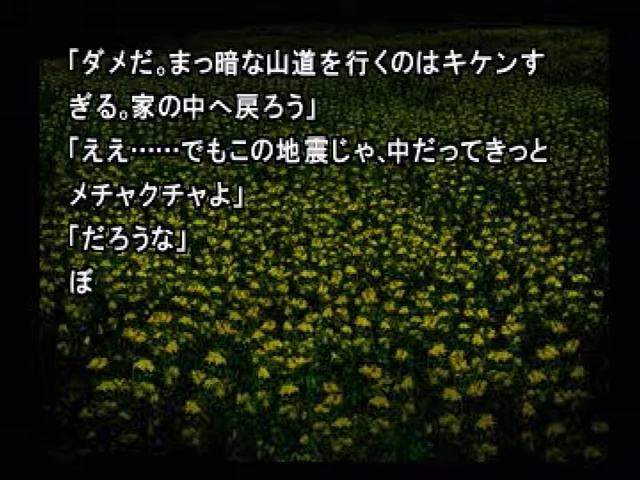 「ダメだ。まっ暗な山道を行くのはキケンす
ぎる。家の中へ戻ろう」
「ええ……でもこの地震じゃ、中だってきっと
メチャクチャよ」
「だろうな」
ぼ